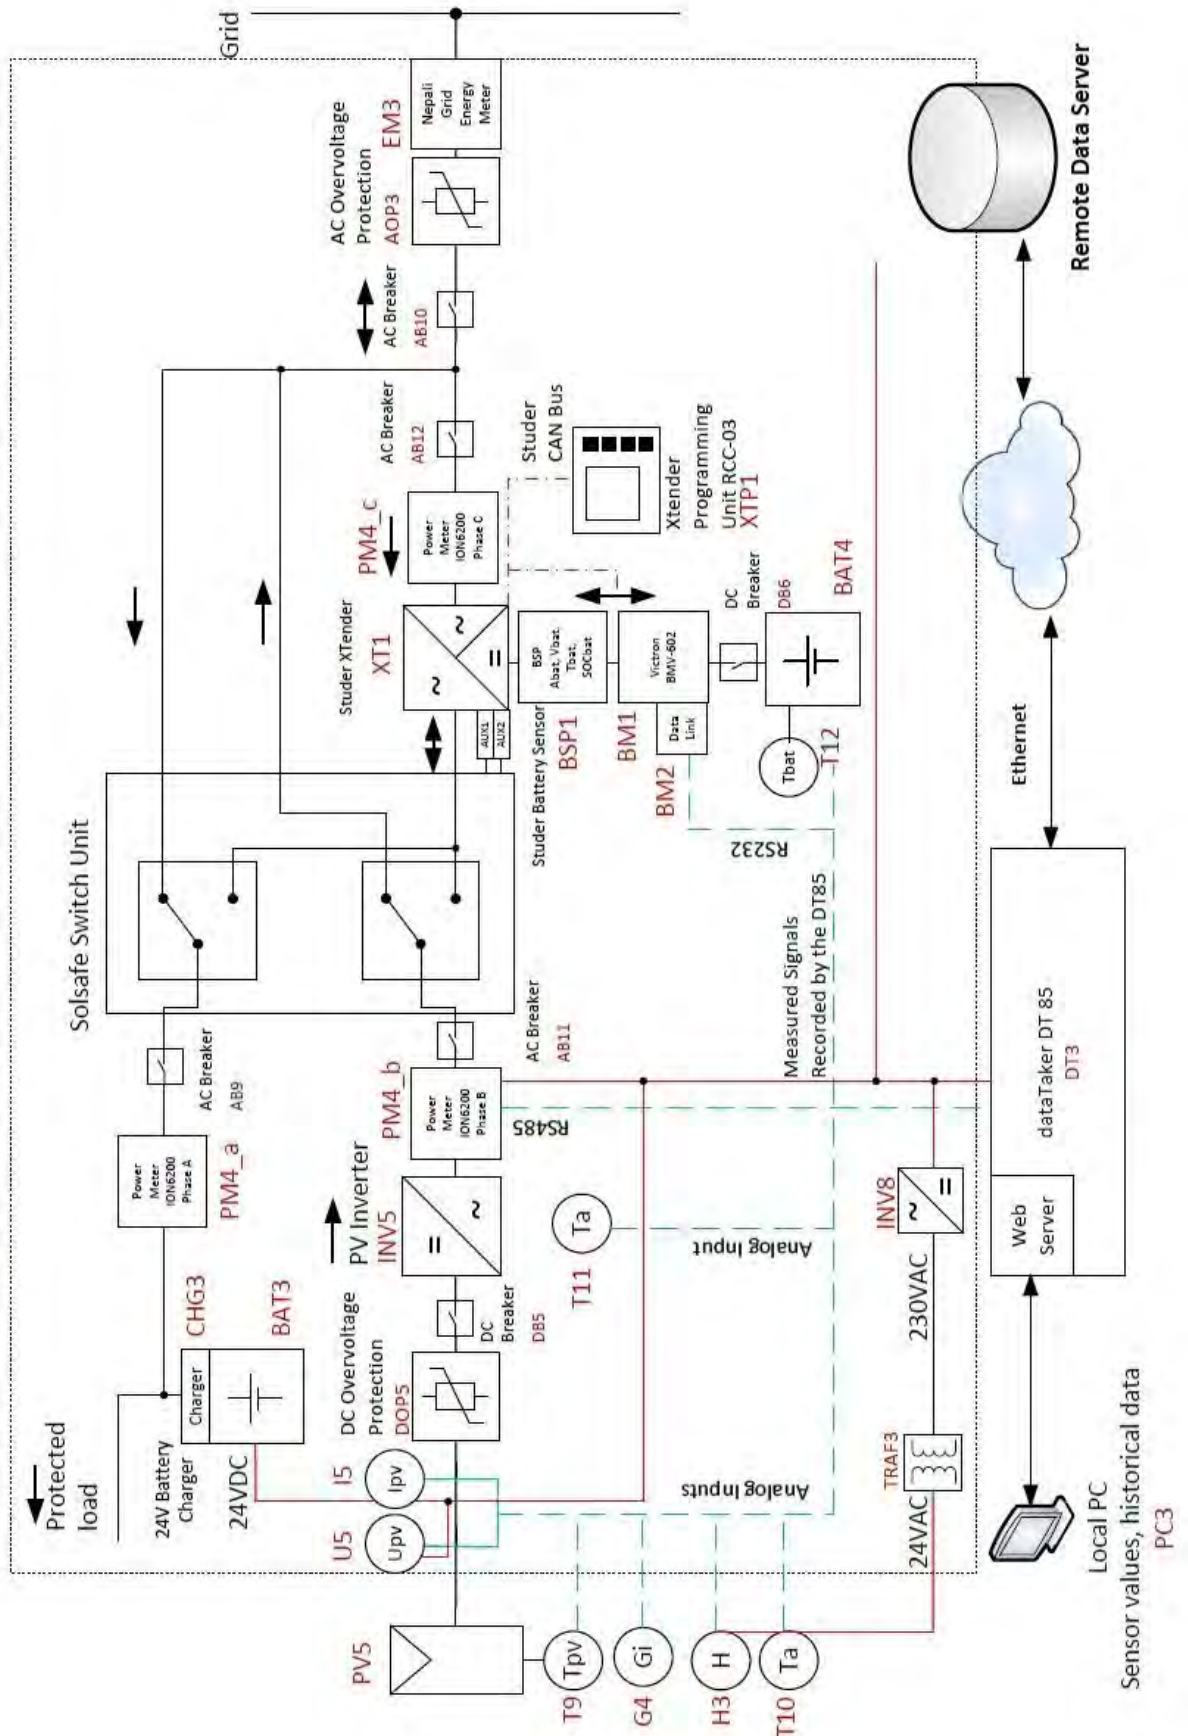 Grid
Nepali
Grid
Energy
Meter
EM3
AC Overvoltage
Protection
AOP3
AC Breaker
AB10
AC Breaker
AB12
Power
Meter
ION6200
Phase C
PM4_c
Studer
CAN Bus
Xtender
Programming
Unit RCC-03
XTP1
Studer XTender
XT1
~
~
=
AUX1
AUX2
BSP
Abat, Vbat,
Tbat,
SOCbat
Studer Battery Sensor
BSP1
Victron
BMV-602
BM1
Data
Link
BM2
DC
Breaker
DB6
BAT4
Tbat
T12
RS232
Solsafe Switch Unit
AC Breaker
AB9
AC Breaker
AB11
Power
Meter
ION6200
Phase A
PM4_a
Power
Meter
ION6200
Phase B
PM4_b
RS485
Measured Signals
Recorded by the DT85
PV Inverter
INV5
=
~
DC
Breaker
DB5
DC Overvoltage
Protection
DOP5
Protected
load
24V Battery
Charger
Charger
CHG3
BAT3
24VDC
I5
Ipv
U5
Upv
PV5
T9
Tpv
G4
Gi
H3
H
T10
Ta
T11
Ta
Analog Input
Analog Inputs
24VAC
TRAF3
230VAC
INV8
~
=
Web
Server
dataTaker DT 85
DT3
Ethernet
Remote Data Server
Local PC
Sensor values, historical data
PC3